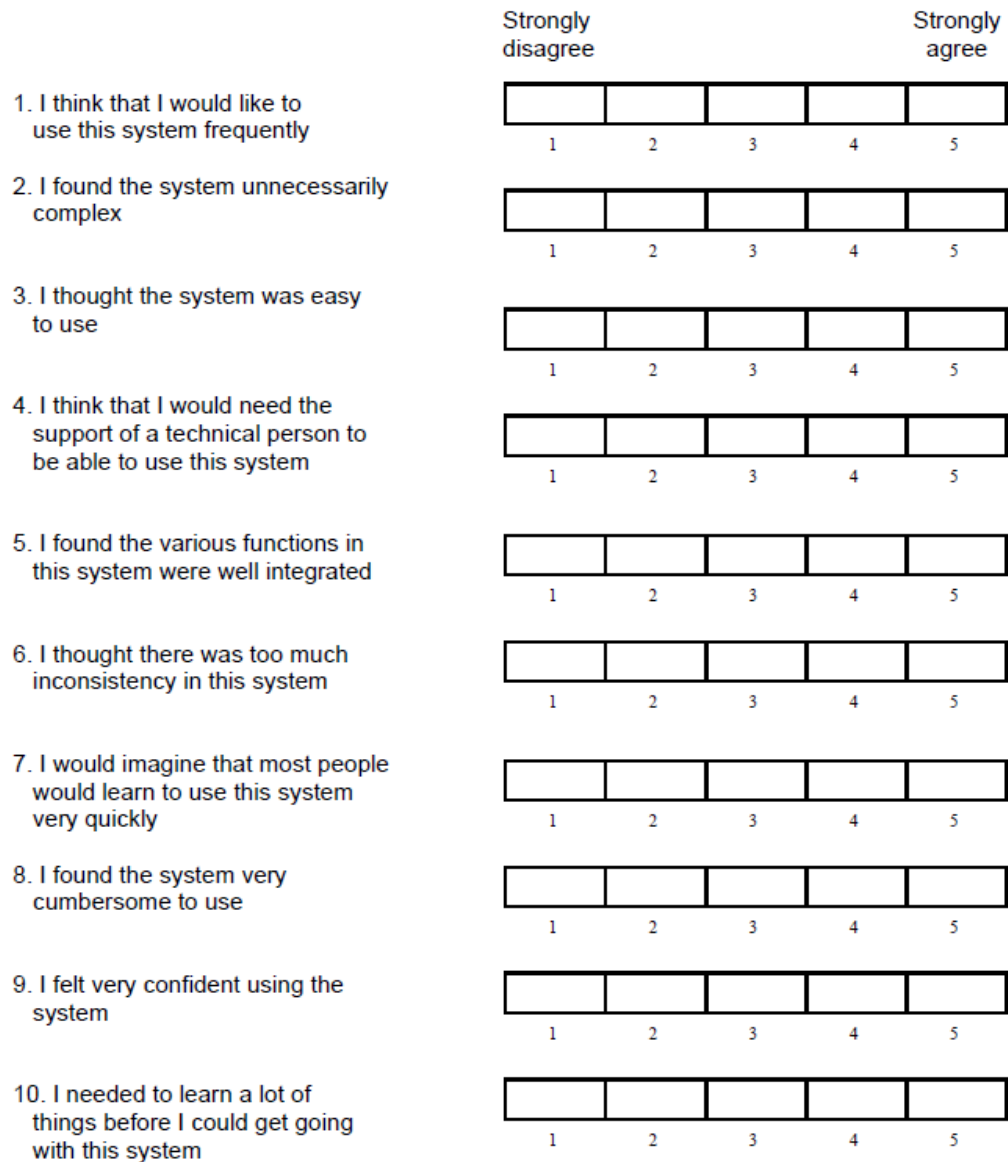 Strongly disagree
Strongly agree
1. I think that I would like to
use this system frequently
1 2 3 4 5
2. I found the system unnecessarily
complex
1 2 3 4 5
3. I thought the system was easy
to use
1 2 3 4 5
4. I think that I would need the
support of a technical person to
be able to use this system
1 2 3 4 5
5. I found the various functions in
this system were well integrated
1 2 3 4 5
6. I thought there was too much
inconsistency in this system
1 2 3 4 5
7. I would imagine that most people
would learn to use this system
very quickly
1 2 3 4 5
8. I found the system very
cumbersome to use
1 2 3 4 5
9. I felt very confident using the
system
1 2 3 4 5
10. I needed to learn a lot of
things before I could get going
with this system
1 2 3 4 5